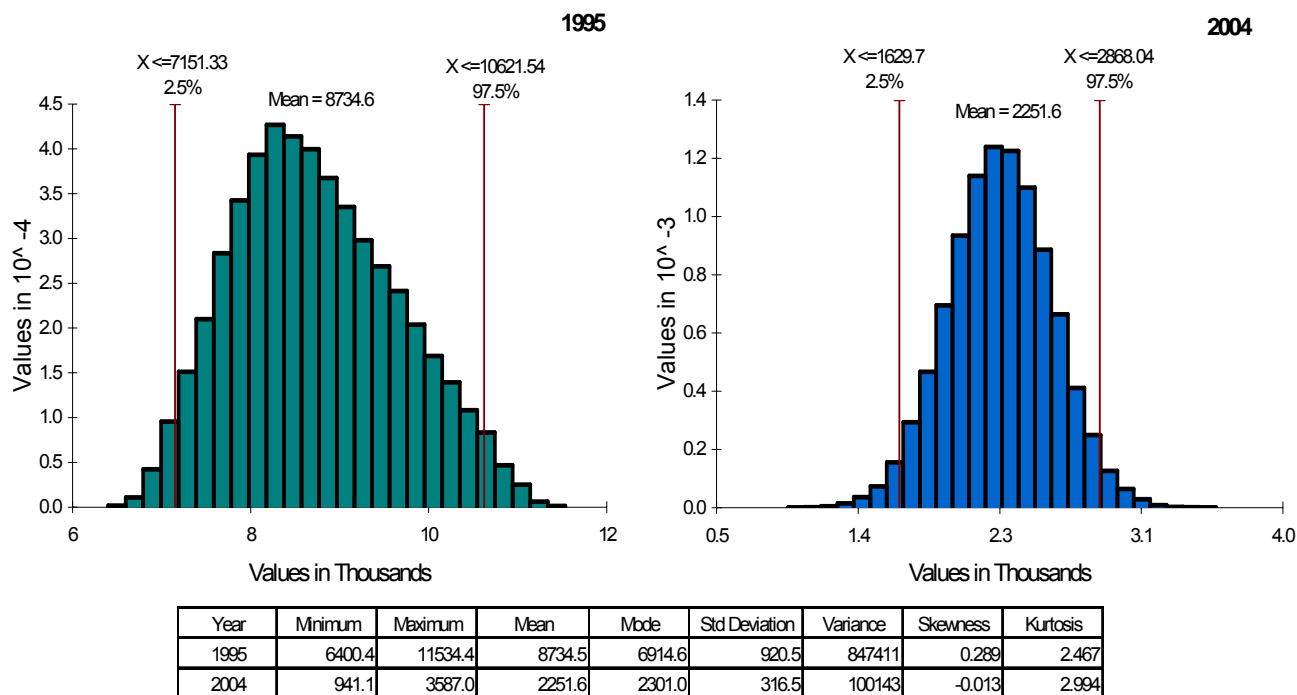 1995
X <=7151.33
2.5%
X <=10621.54
97.5%
Mean = 8734.6
4.5
4.0
3.5
3.0
2.5
2.0
1.5
1.0
0.5
0.0
Values in 10^ -4
6
8
10
12
Values in Thousands
2004
X <=1629.7
2.5%
X <=2868.04
97.5%
Mean = 2251.6
1.4
1.2
1.0
0.8
0.6
0.4
0.2
0.0
Values in 10^ -3
0.5
1.4
2.3
3.1
4.0
Values in Thousands
Year Minimum Maximum Mean Mode Std Deviation Variance Skewness Kurtosis
1995 6400.4 11534.4 8734.5 6914.6 920.5 847411 0.289 2.467
2004 941.1 3587.0 2251.6 2301.0 316.5 100143 -0.013 2.994